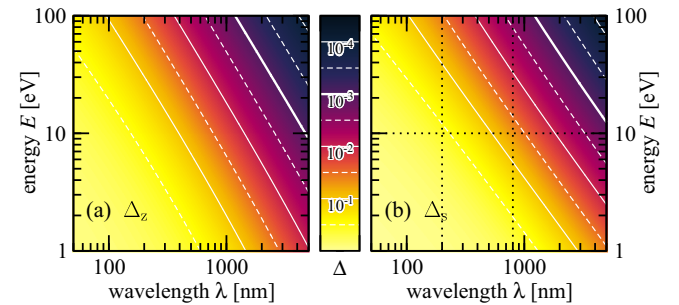 100
10
1
energy E [eV]
(a) Δz
100
1000
wavelength λ [nm]
10-4
10-3
10-2
10-1
Δ
(b) Δs
100
1000
wavelength λ [nm]
100
10
1
energy E [eV]